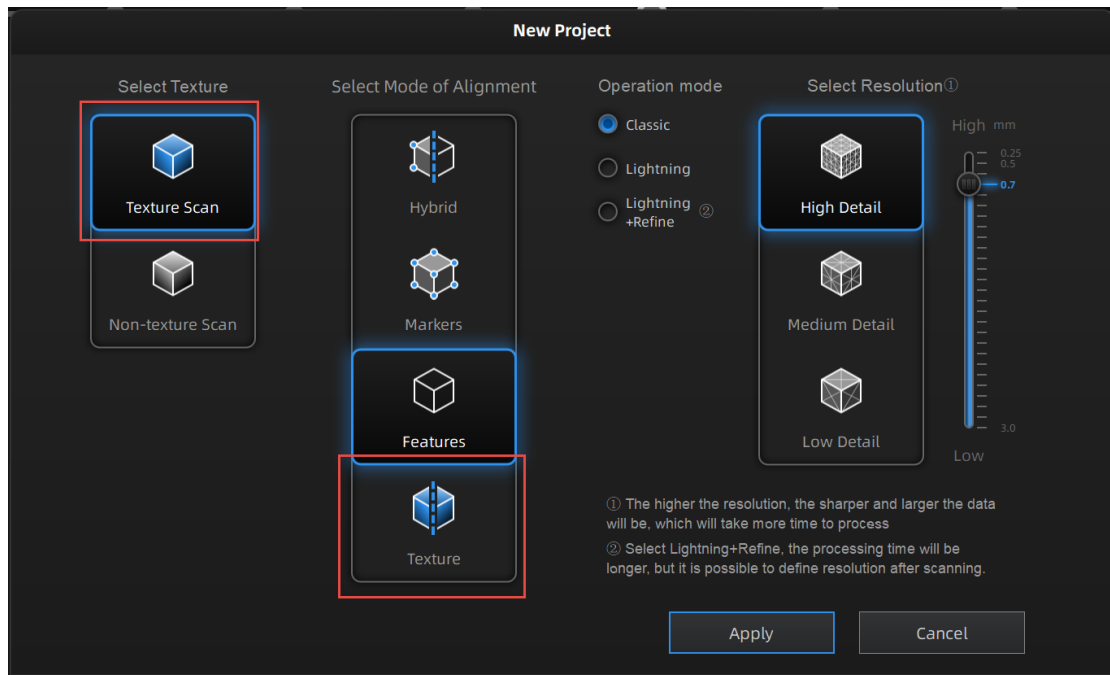 New Project
Select Texture
Texture Scan
Non-texture Scan
Select Mode of Alignment
Hybrid
Markers
Features
Texture
Operation mode
Classic
Lightning
Lightning ②
+Refine
Select Resolution①
High Detail
Medium Detail
Low Detail
High mm
0.25
0.5
0.7
3.0
Low
① The higher the resolution, the sharper and larger the data
will be, which will take more time to process
② Select Lightning+Refine, the processing time will be
longer, but it is possible to define resolution after scanning.
Apply
Cancel